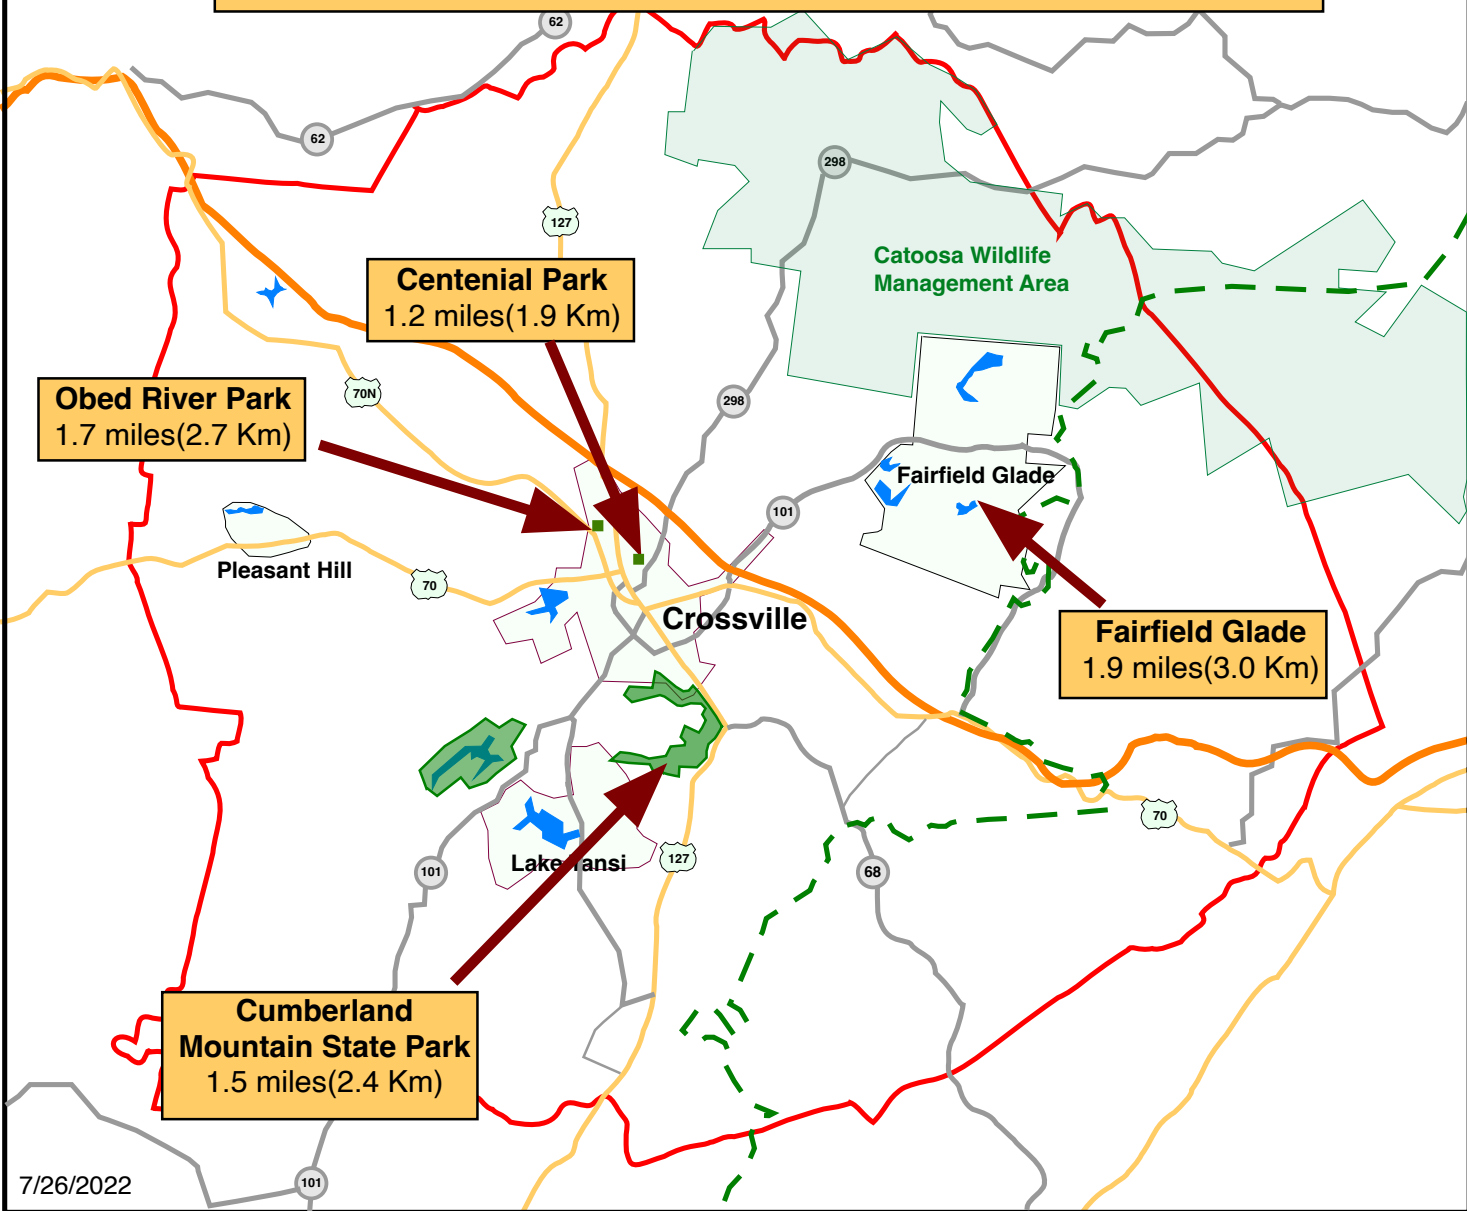 62
62
298
127
Catoosa Wildlife
Management Area
Centenial Park
1.2 miles(1.9 Km)
Obed River Park
1.7 miles(2.7 Km)
70N
298
Fairfield Glade
101
Pleasant Hill
70
Crossville
Fairfield Glade
1.9 miles(3.0 Km)
70
Lake Tansi
127
101
68
Cumberland
Mountain State Park
1.5 miles(2.4 Km)
7/26/2022
101